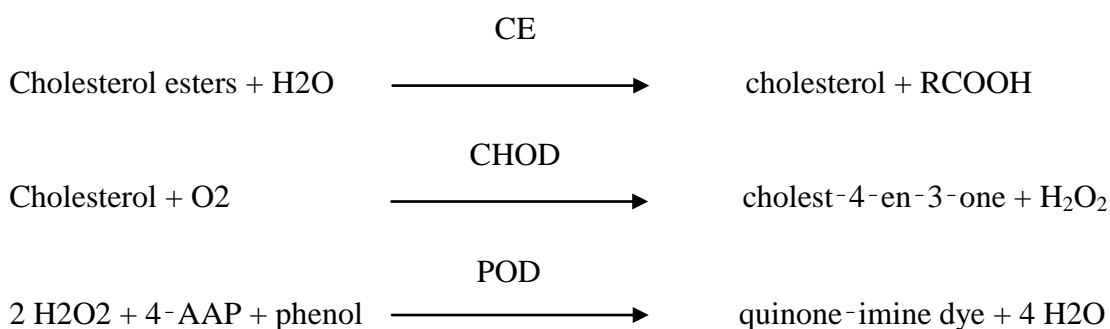 CE
Cholesterol esters + H2O cholesterol + RCOOH
CHOD
Cholesterol + O2 cholest-4-en-3-one + H₂O₂
POD
2 H2O2 + 4-AAP + phenol quinone-imine dye + 4 H2O